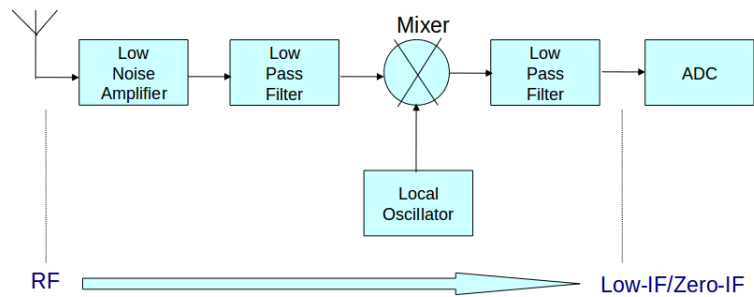 Mixer
Low
Noise
Amplifier
Low
Pass
Filter
Low
Pass
Filter
ADC
Local
Oscillator
RF
Low-IF/Zero-IF